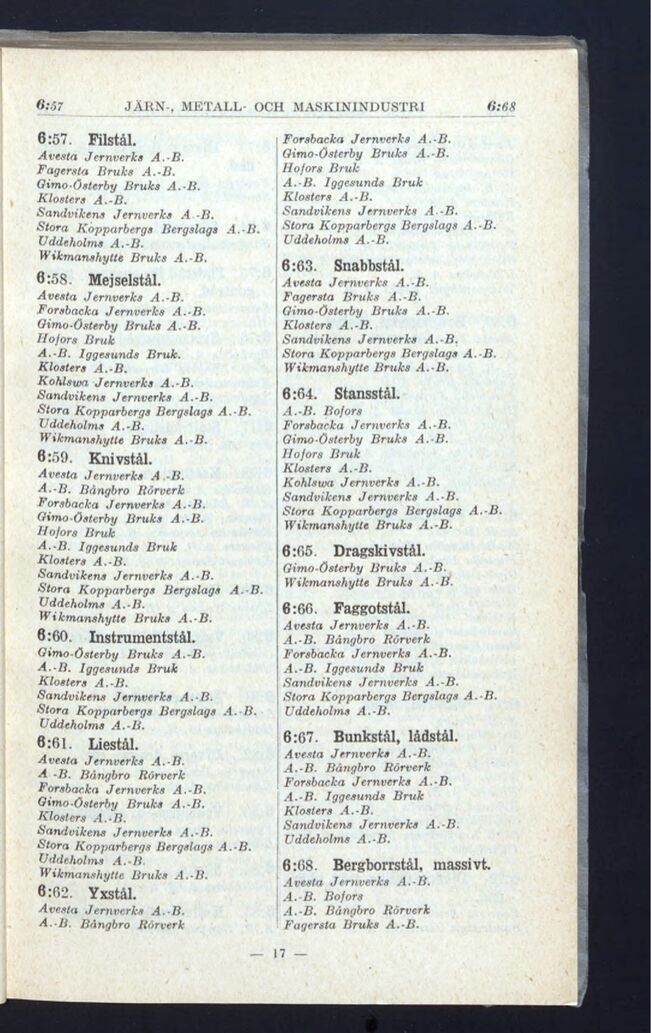 6:57 JÄRN-, METALL- OCH MASKININDUSTRI 6:68
6:57. Filstål.
Avesta Jernverks A.-B.
Fagersta Bruks A.-B.
Gimo-Österby Bruks A.-B.
Klosters A.-B.
Sandvikens Jernverks A.-B.
Stora Kopparbergs Bergslags A.-B.
Uddeholms A.-B.
Wikmanshytte Bruks A.-B.
6:58. Mejselstål.
Avesta Jernverks A.-B.
Forsbacka Jernverks A.-B.
Gimo-Österby Bruks A.-B.
Hofors Bruk
A.-B. Iggesunds Bruk.
Klosters A.-B.
Kohlswa Jernverks A.-B.
Sandvikens Jernverks A.-B.
Stora Kopparbergs Bergslags A.-B.
Uddeholms A.-B.
Wikmanshytte Bruks A.-B.
6:59. Knivstål.
Avesta Jernverks A.-B.
A.-B. Bångbro Rörverk
Forsbacka Jernverks A.-B.
Gimo-Österby Bruks A.-B.
Hofors Bruk
A.-B. Iggesunds Bruk
Klosters A.-B.
Sandvikens Jernverks A.-B.
Stora Kopparbergs Bergslags A.-B.
Uddeholms A.-B.
Wikmanshytte Bruks A.-B.
6:60. Instrumentstål.
Gimo-Österby Bruks A.-B.
A.-B. Iggesunds Bruk
Klosters A.-B.
Sandvikens Jernverks A.-B.
Stora Kopparbergs Bergslags A.-B.
Uddeholms A.-B.
6:61. Liestål.
Avesta Jernverks A.-B.
A-B. Bångbro Rörverk
Forsbacka Jernverks A.-B.
Gimo-Österby Bruks A.-B.
Klosters A.-B.
Sandvikens Jernverks A.-B.
Stora Kopparbergs Bergslags A.-B.
Uddeholms A.-B.
Wikmanshytte Bruks A.-B.
6:62. Yxstål.
Avesta Jernverks A.-B.
A.-B. Bångbro Rörverk
Forsbacka Jernverks A.-B.
Gimo-Österby Bruks A.-B.
Hofors Bruk
A.-B. Iggesunds Bruk
Klosters A.-B.
Sandvikens Jernverks A.-B.
Stora Kopparbergs Bergslags A.-B.
Uddeholms A.-B.
6:63. Snabbstål.
Avesta Jernverks A.-B.
Fagersta Bruks A.-B.
Gimo-Österby Bruks A.-B.
Klosters A.-B.
Sandvikens Jernverks A.-B.
Stora Kopparbergs Bergslags A.-B.
Wikmanshytte Bruks A.-B.
6:64. Stansstål.
A.-B. Bofors
Forsbacka Jernverks A.-B.
Gimo-Österby Bruks A.-B.
Hofors Bruk
Klosters A.-B.
Kohlswa Jernverks A.-B.
Sandvikens Jernverks A.-B.
Stora Kopparbergs Bergslags A.-B.
Wikmanshytte Bruks A.-B.
6:65. Dragskivstål.
Gimo-Österby Bruks A.-B.
Wikmanshytte Bruks A.-B.
6:66. Faggotstål.
Avesta Jernverks A.-B.
A.-B. Bångbro Rörverk
Forsbacka Jernverks A.-B.
A.-B. Iggesunds Bruk
Sandvikens Jernverks A.-B.
Stora Kopparbergs Bergslags A.-B.
Uddeholms A.-B.
6:67. Bunkstål, lådstål.
Avesta Jernverks A.-B.
A.-B. Bångbro Rörverk
Forsbacka Jernverks A.-B.
A.-B. Iggesunds Bruk
Klosters A.-B.
Sandvikens Jernverks A.-B.
Uddeholms A.-B.
6:68. Bergborrstål, massivt.
Avesta Jernverks A.-B.
A.-B. Bofors
A.-B. Bångbro Rörverk
Fagersta Bruks A.-B.
— 17 —